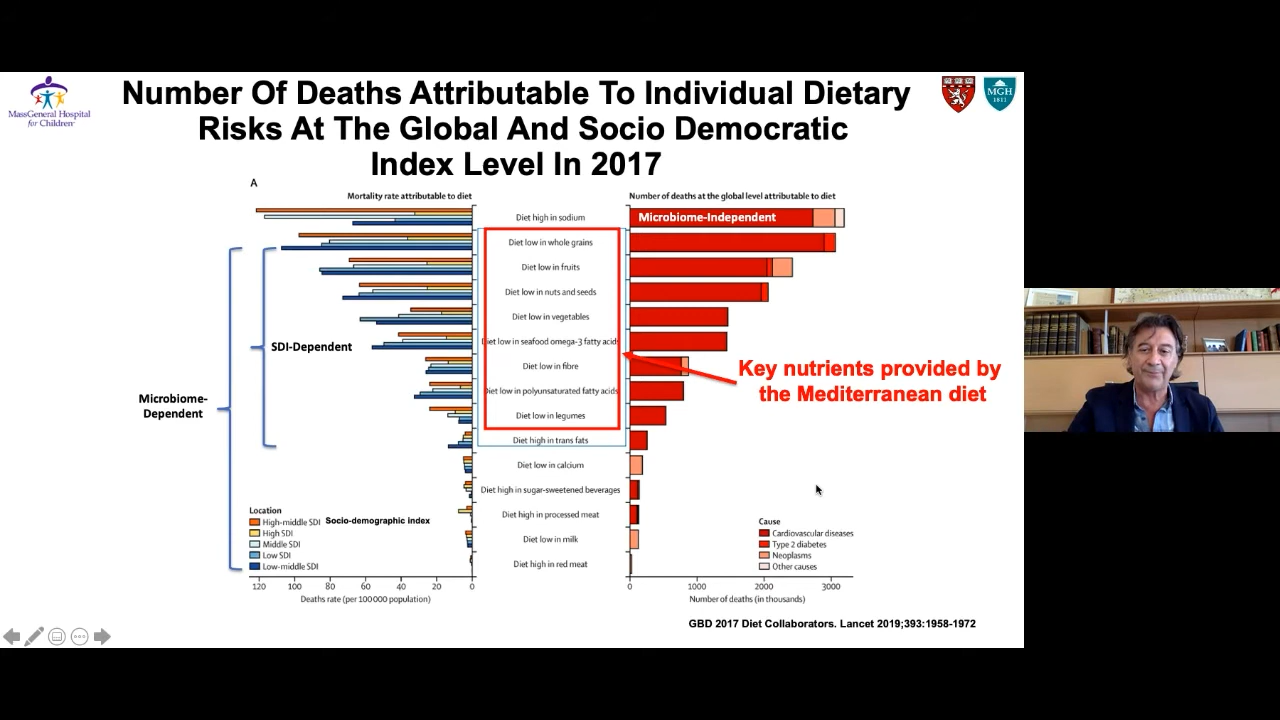 MassGeneral Hospital
for Children
Number Of Deaths Attributable To Individual Dietary
Risks At The Global And Socio Democratic
Index Level In 2017
MGH
1811
A
Mortality rate attributable to diet
Number of deaths at the global level attributable to diet
Diet high in sodium
Microbiome-Independent
Diet low in whole grains
Diet low in fruits
Diet low in nuts and seeds
Diet low in vegetables
Diet low in seafood omega-3 fatty acids
Diet low in fibre
Diet low in polyunsaturated fatty acids
Diet low in legumes
Diet high in trans fats
Diet low in calcium
Diet high in sugar-sweetened beverages
Diet high in processed meat
Diet low in milk
Diet high in red meat
SDI-Dependent
Microbiome-
Dependent
Key nutrients provided by
the Mediterranean diet
Location
High-middle SDI
Socio-demographic index
High SDI
Middle SDI
Low SDI
Low-middle SDI
Cause
Cardiovascular diseases
Type 2 diabetes
Neoplasms
Other causes
120 100 80 60 40 20 0
Deaths rate (per 100 000 population)
0 1000 2000 3000
Number of deaths (in thousands)
GBD 2017 Diet Collaborators. Lancet 2019;393:1958-1972